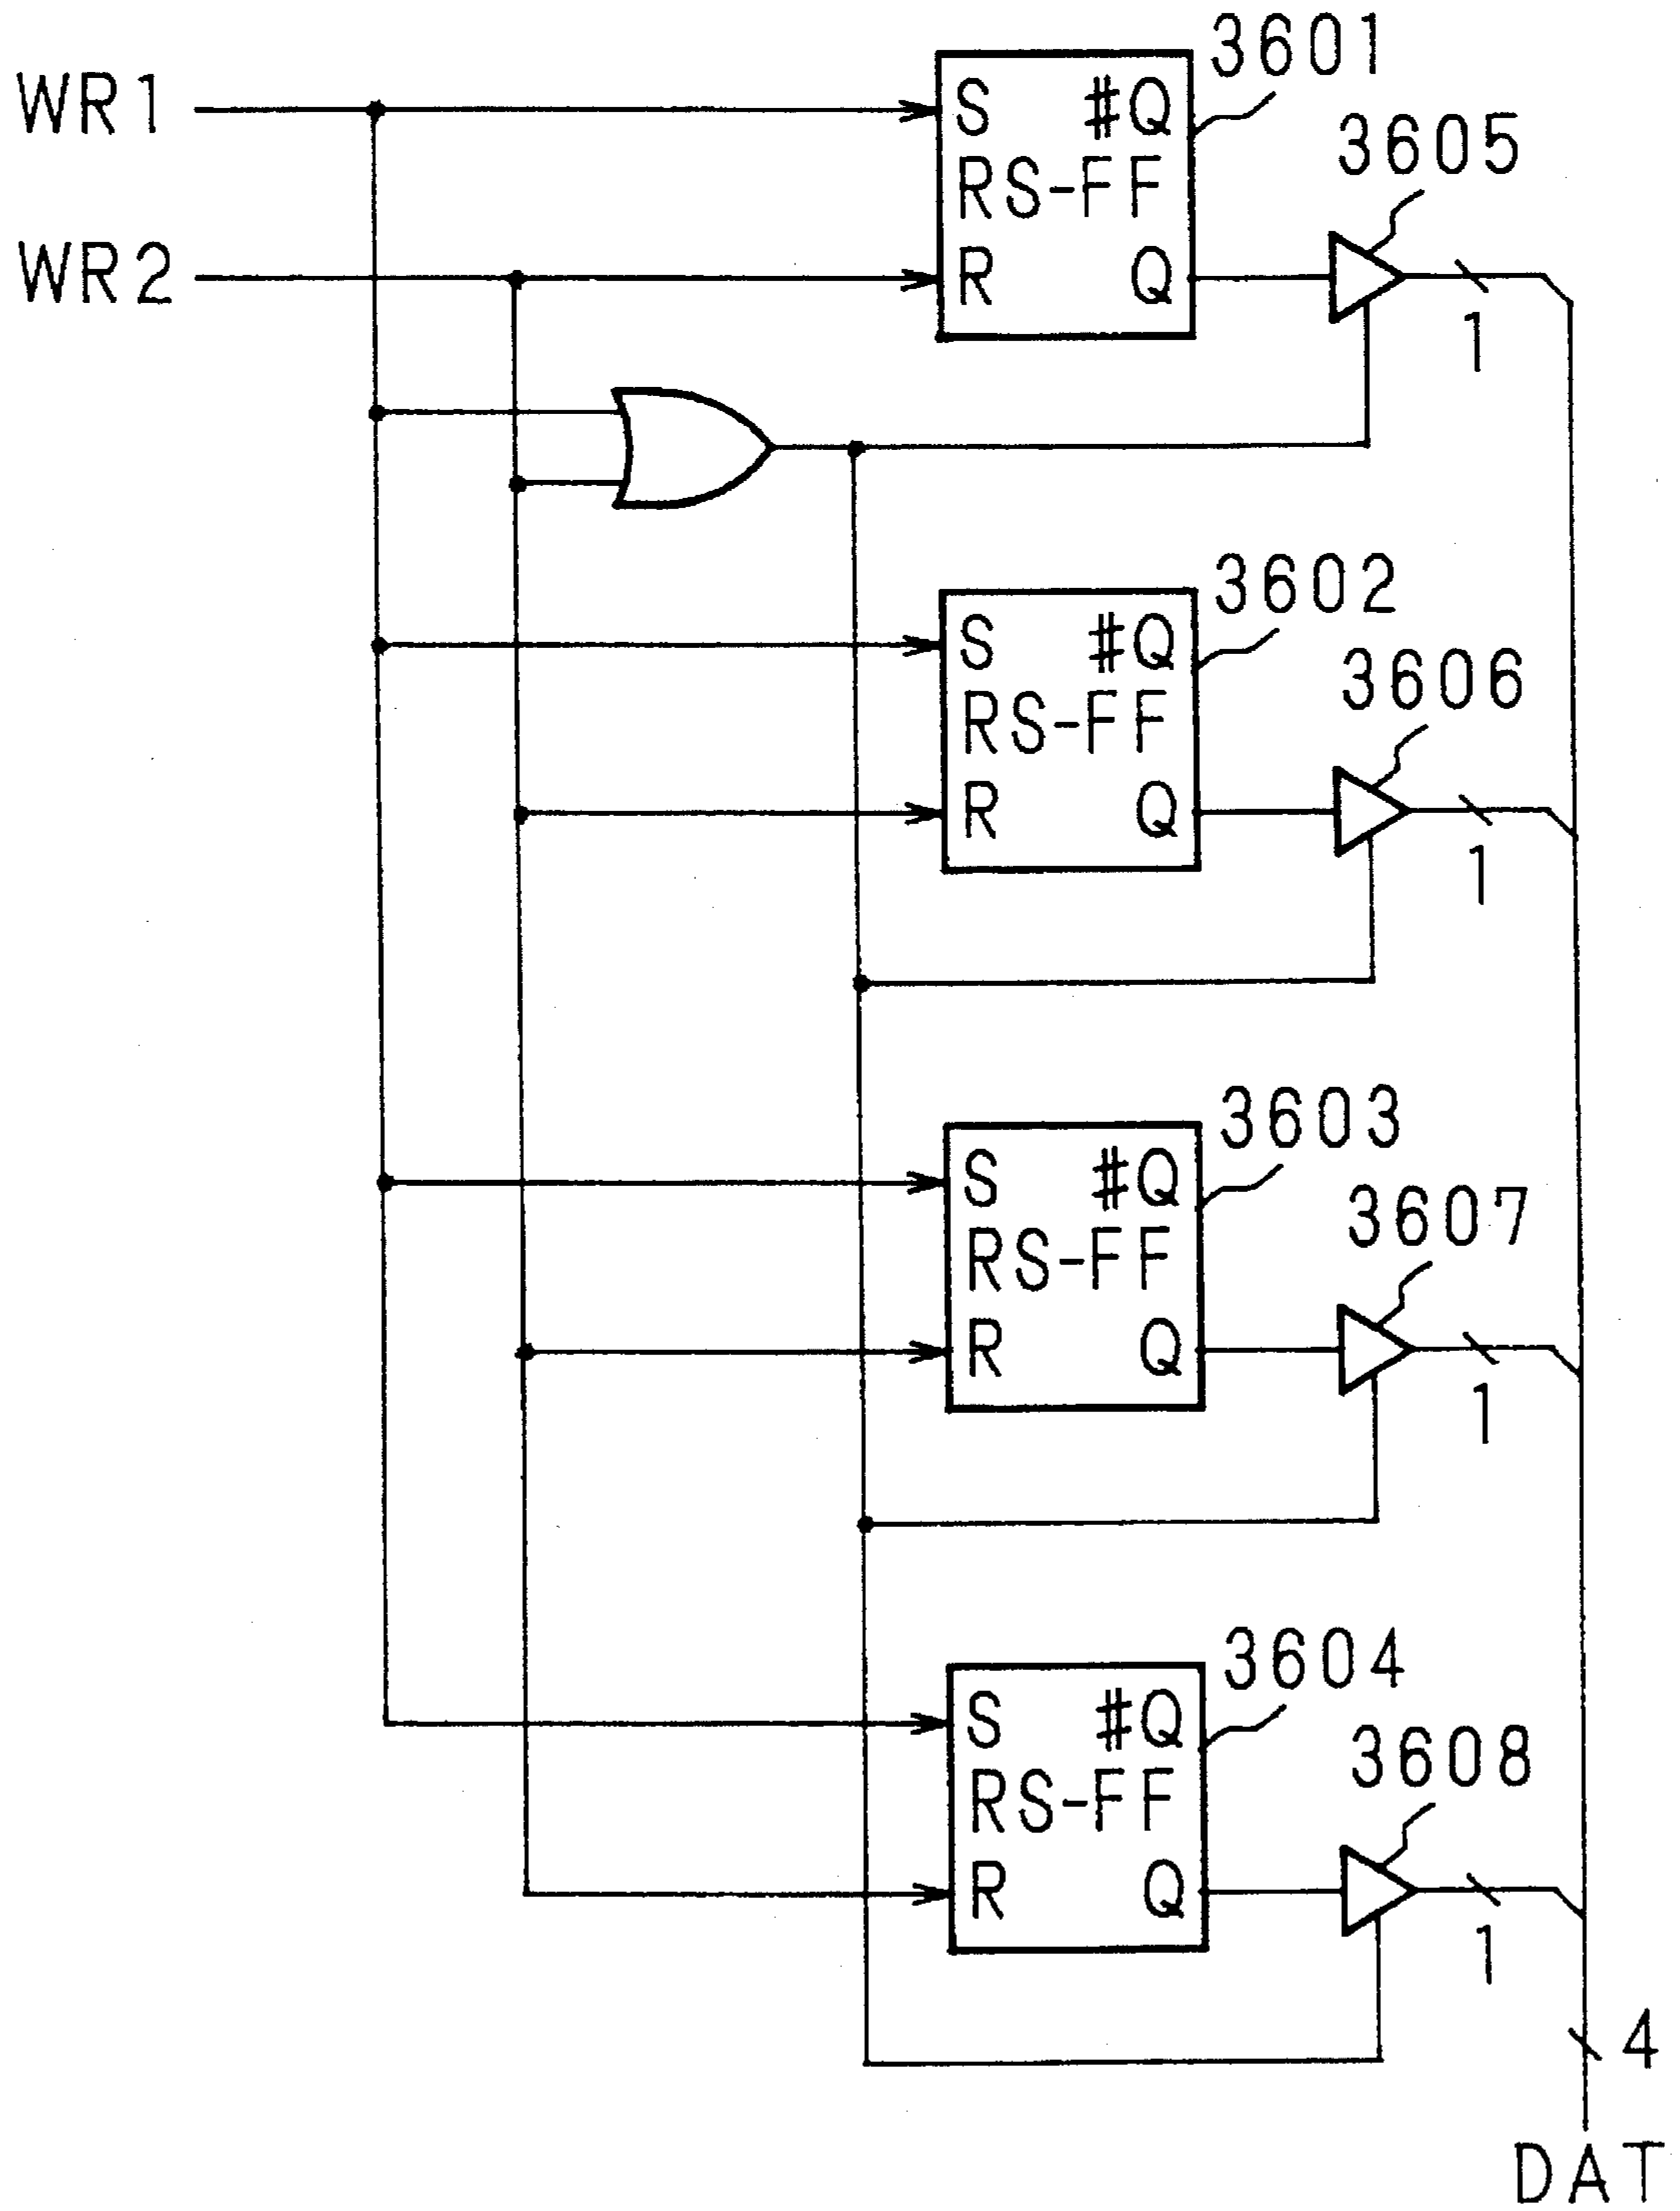 3601
WR1
S #Q
3605
RS-FF
WR2
R Q
1
3602
S #Q
3606
RS-FF
R Q
1
3603
S #Q
3607
RS-FF
R Q
1
3604
S #Q
3608
RS-FF
R Q
1
4
DAT